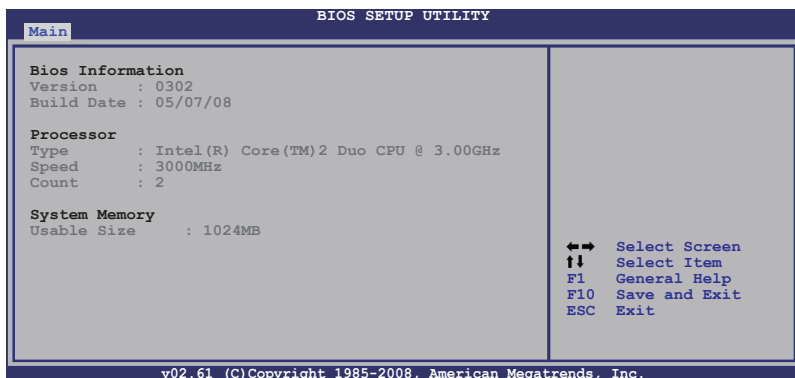 BIOS SETUP UTILITY
Main
Bios Information
Version : 0302
Build Date : 05/07/08
Processor
Type : Intel(R) Core(TM)2 Duo CPU @ 3.00GHz
Speed : 3000MHz
Count : 2
System Memory
Usable Size : 1024MB
←→ Select Screen
↑↓ Select Item
F1 General Help
F10 Save and Exit
ESC Exit
v02.61 (C)Copyright 1985-2008, American Megatrends, Inc.